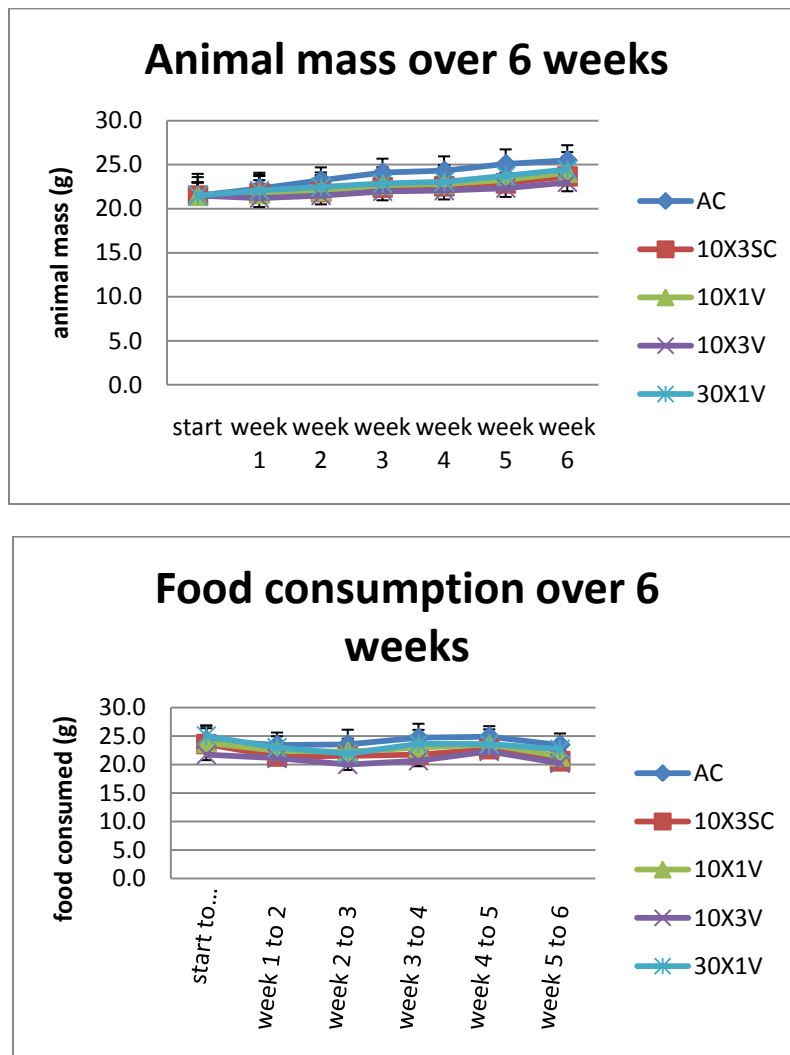 Animal mass over 6 weeks
30.0
25.0
20.0
15.0
10.0
5.0
0.0
animal mass (g)
start week week week week week week
1 2 3 4 5 6
AC
10X3SC
10X1V
10X3V
30X1V
Food consumption over 6
weeks
30.0
25.0
20.0
15.0
10.0
5.0
0.0
food consumed (g)
start to...
week 1 to 2
week 2 to 3
week 3 to 4
week 4 to 5
week 5 to 6
AC
10X3SC
10X1V
10X3V
30X1V